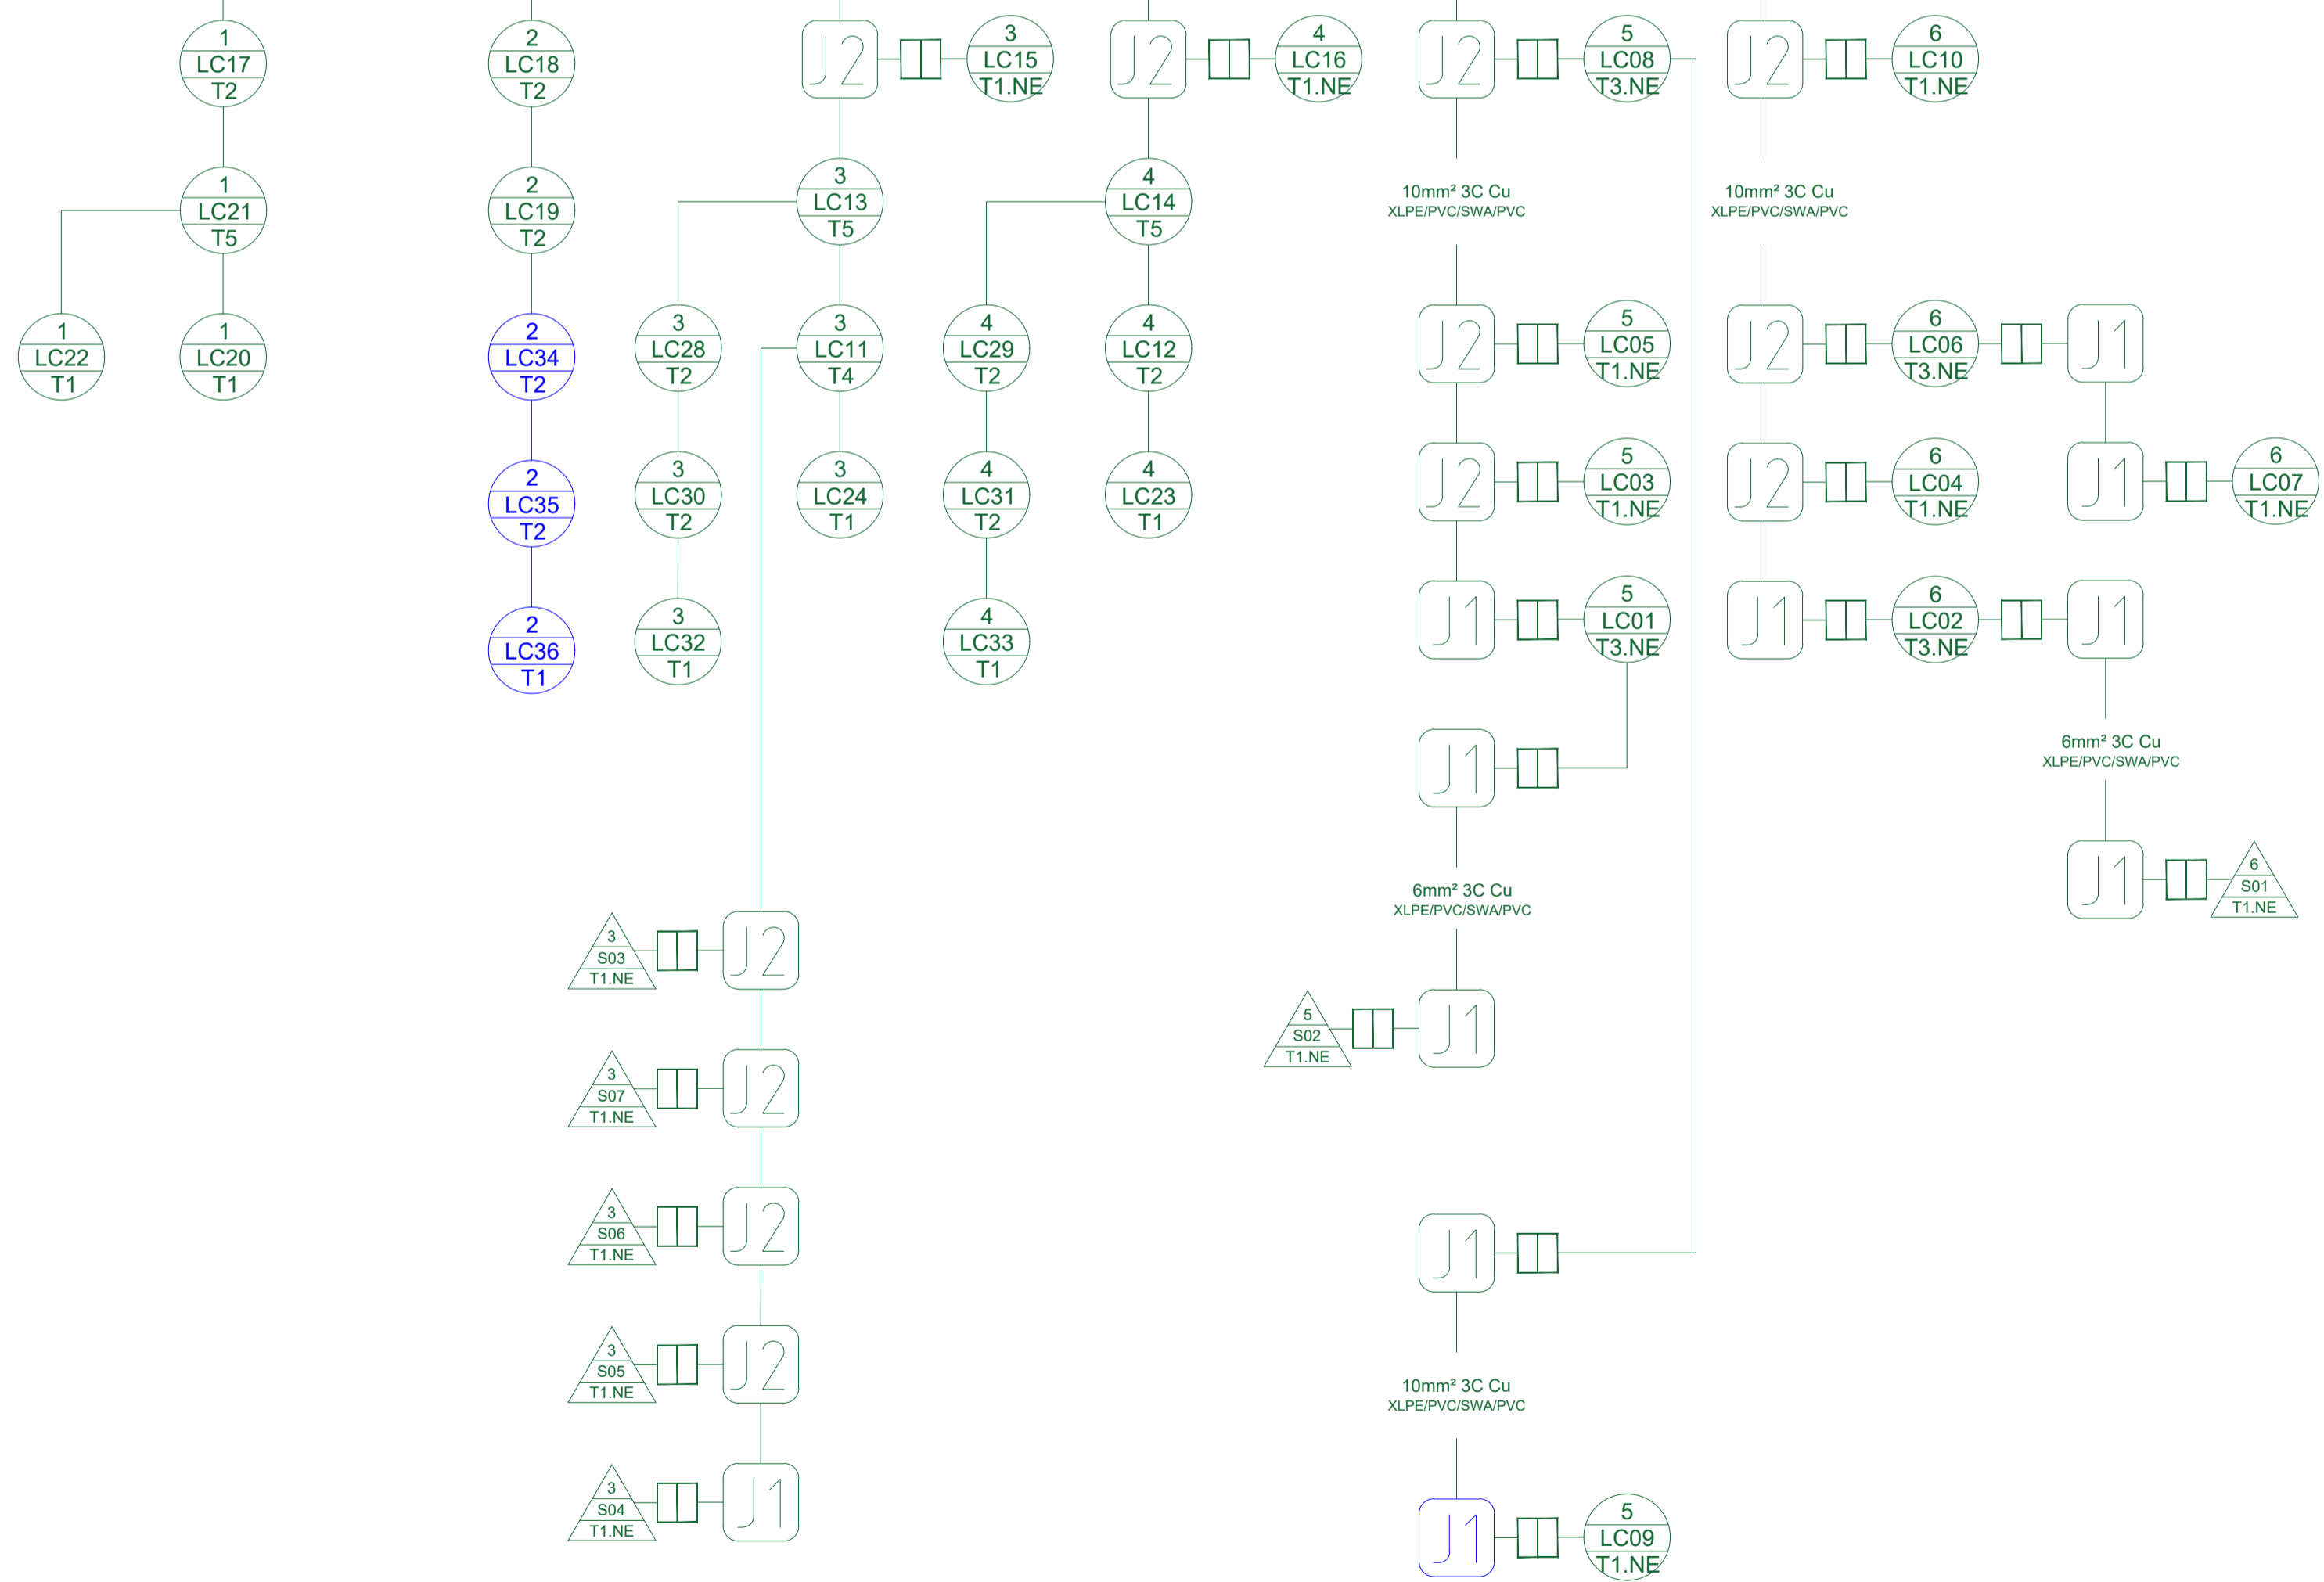 1
LC17
T2
2
LC18
T2
J2
3
LC15
T1.NE
J2
4
LC16
T1.NE
J2
5
LC08
T3.NE
J2
6
LC10
T1.NE
1
LC21
T5
2
LC19
T2
3
LC13
T5
4
LC14
T5
10mm² 3C Cu
XLPE/PVC/SWA/PVC
10mm² 3C Cu
XLPE/PVC/SWA/PVC
1
LC22
T1
1
LC20
T1
2
LC34
T2
3
LC28
T2
3
LC11
T4
4
LC29
T2
4
LC12
T2
J2
5
LC05
T1.NE
J2
6
LC06
T3.NE
J1
2
LC35
T2
3
LC30
T2
3
LC24
T1
4
LC31
T2
4
LC23
T1
J2
5
LC03
T1.NE
J2
6
LC04
T1.NE
J1
6
LC07
T1.NE
2
LC36
T1
3
LC32
T1
4
LC33
T1
J1
5
LC01
T3.NE
J1
6
LC02
T3.NE
J1
J1
6mm² 3C Cu
XLPE/PVC/SWA/PVC
6mm² 3C Cu
XLPE/PVC/SWA/PVC
J1
6
S01
T1.NE
3
S03
T1.NE
J2
5
S02
T1.NE
J1
3
S07
T1.NE
J2
3
S06
T1.NE
J2
J1
3
S05
T1.NE
J2
10mm² 3C Cu
XLPE/PVC/SWA/PVC
3
S04
T1.NE
J1
J1
5
LC09
T1.NE